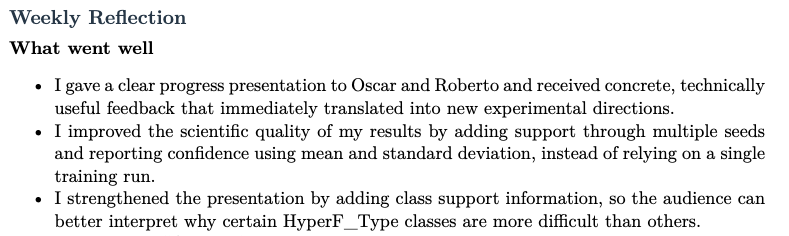 Weekly Reflection
What went well
• I gave a clear progress presentation to Oscar and Roberto and received concrete, technically
useful feedback that immediately translated into new experimental directions.
• I improved the scientific quality of my results by adding support through multiple seeds
and reporting confidence using mean and standard deviation, instead of relying on a single
training run.
• I strengthened the presentation by adding class support information, so the audience can
better interpret why certain HyperF_Type classes are more difficult than others.